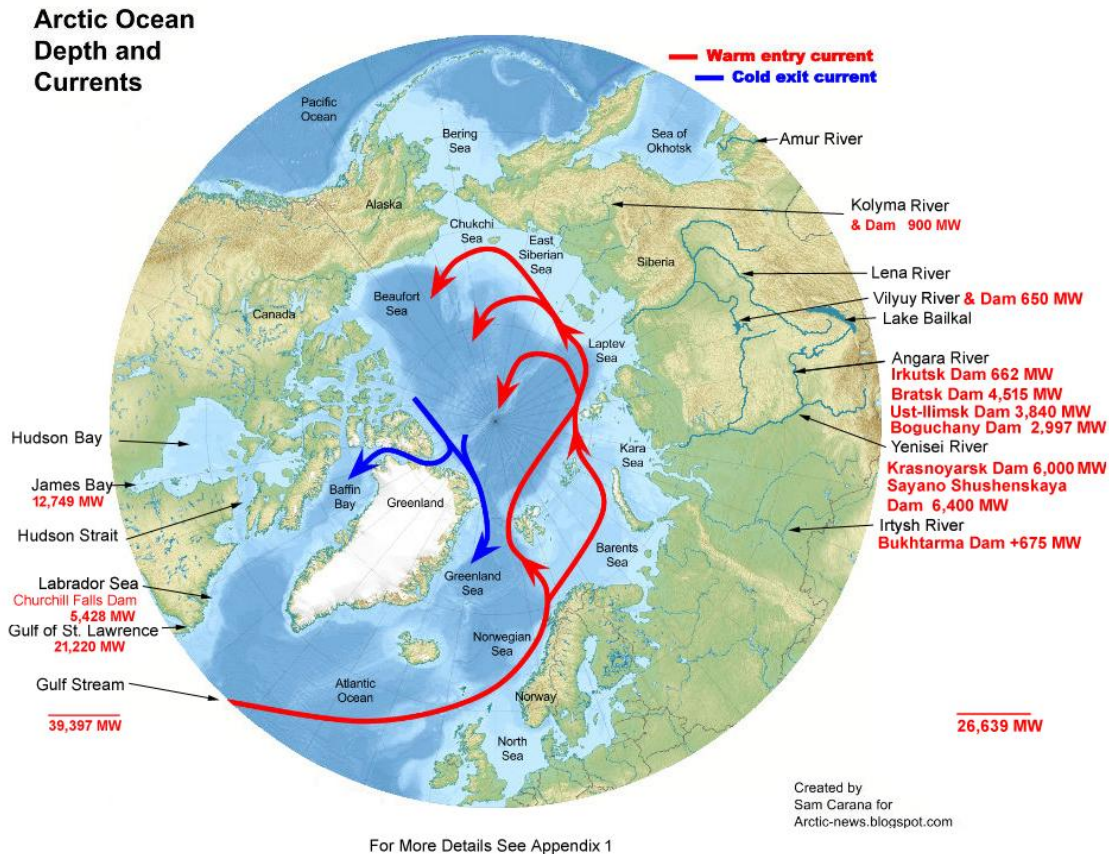 Arctic Ocean
Depth and
Currents
Warm entry current
Cold exit current
Pacific
Ocean
Bering
Sea
Sea of
Okhotsk
Amur River
Alaska
Kolyma River
& Dam 900 MW
Chukchi
Sea
East
Siberian
Sea
Siberia
Lena River
Beaufort
Sea
Vilyuy River & Dam 650 MW
Lake Bailkal
Canada
Laptev
Sea
Angara River
Irkutsk Dam 662 MW
Bratsk Dam 4,515 MW
Ust-Ilimsk Dam 3,840 MW
Boguchany Dam 2,997 MW
Yenisei River
Krasnoyarsk Dam 6,000 MW
Sayano Shushenskaya
Dam 6,400 MW
Hudson Bay
Kara
Sea
James Bay
12,749 MW
Baffin
Bay
Greenland
Hudson Strait
Irtysh River
Bukhtarma Dam +675 MW
Barents
Sea
Greenland
Sea
Labrador Sea
Churchill Falls Dam
5,428 MW
Gulf of St. Lawrence
21,220 MW
Norwegian
Sea
Gulf Stream
Atlantic
Ocean
Norway
39,397 MW
26,639 MW
North
Sea
Created by
Sam Carana for
Arctic-news.blogspot.com
For More Details See Appendix 1